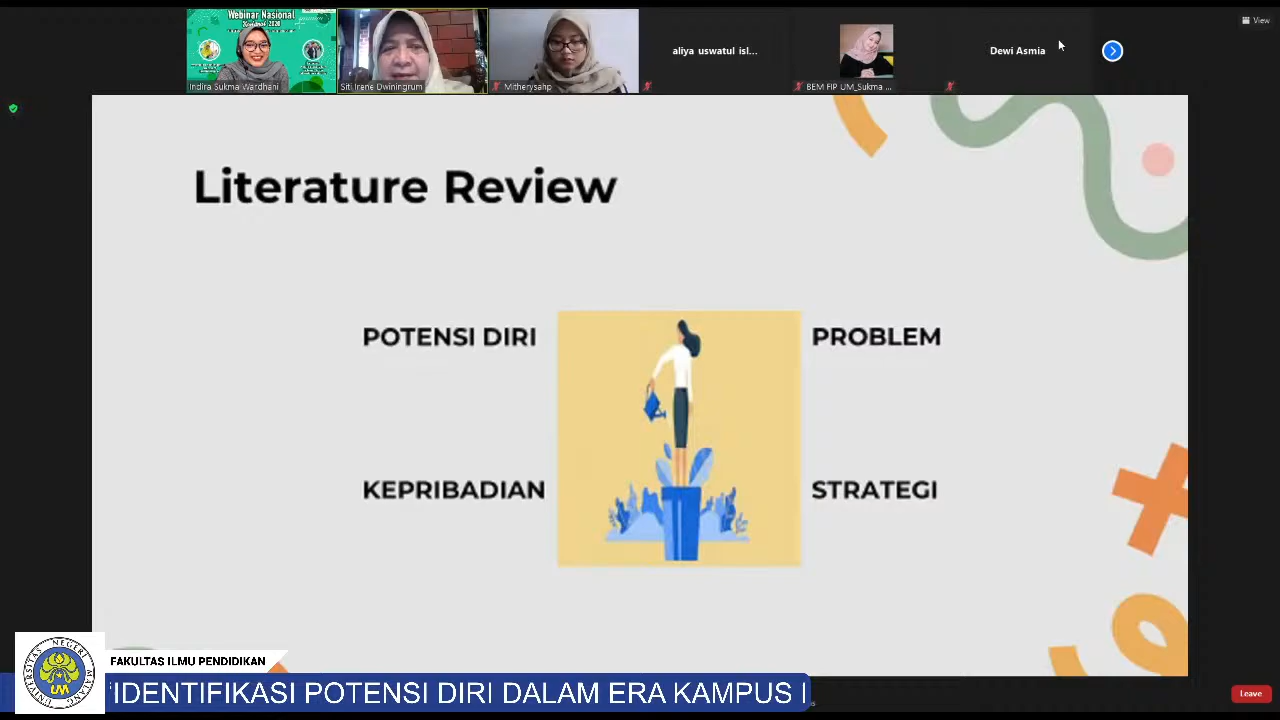 Webinar Nasional
View
Indira Sukma Wardhani
Siti Irene Dwiningrum
Mitherysahp
aliya uswatul isl...
BEM FIP UM_Sukma ...
Dewi Asmia
Literature Review
POTENSI DIRI
PROBLEM
KEPRIBADIAN
STRATEGI
FAKULTAS ILMU PENDIDIKAN
"IDENTIFIKASI POTENSI DIRI DALAM ERA KAMPUS
UM
Leave